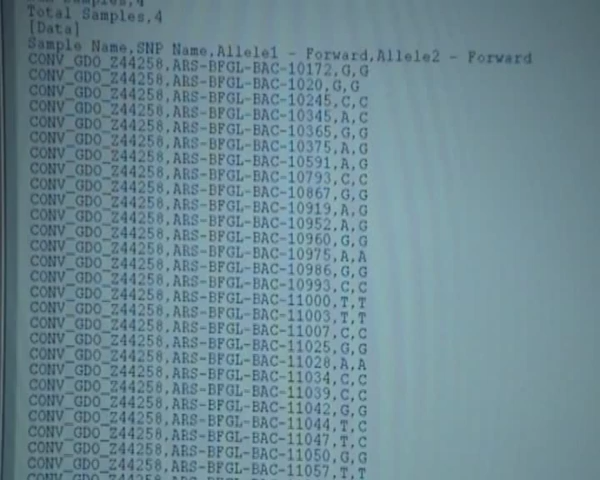 Samples,4
Total Samples,4
[Data]
Sample Name,SNP Name,Allele1 - Forward,Allele2 - Forward
CONV_GDO_Z44258,ARS-BFGL-BAC-10172,G,G
CONV_GDO_Z44258,ARS-BFGL-BAC-1020,G,G
CONV_GDO_Z44258,ARS-BFGL-BAC-10245,C,C
CONV_GDO_Z44258,ARS-BFGL-BAC-10345,A,C
CONV_GDO_Z44258,ARS-BFGL-BAC-10365,G,G
CONV_GDO_Z44258,ARS-BFGL-BAC-10375,A,G
CONV_GDO_Z44258,ARS-BFGL-BAC-10591,A,G
CONV_GDO_Z44258,ARS-BFGL-BAC-10793,C,C
CONV_GDO_Z44258,ARS-BFGL-BAC-10867,G,G
CONV_GDO_Z44258,ARS-BFGL-BAC-10919,A,G
CONV_GDO_Z44258,ARS-BFGL-BAC-10952,A,G
CONV_GDO_Z44258,ARS-BFGL-BAC-10960,G,G
CONV_GDO_Z44258,ARS-BFGL-BAC-10975,A,A
CONV_GDO_Z44258,ARS-BFGL-BAC-10986,G,G
CONV_GDO_Z44258,ARS-BFGL-BAC-10993,C,C
CONV_GDO_Z44258,ARS-BFGL-BAC-11000,T,T
CONV_GDO_Z44258,ARS-BFGL-BAC-11003,T,T
CONV_GDO_Z44258,ARS-BFGL-BAC-11007,C,C
CONV_GDO_Z44258,ARS-BFGL-BAC-11025,G,G
CONV_GDO_Z44258,ARS-BFGL-BAC-11028,A,A
CONV_GDO_Z44258,ARS-BFGL-BAC-11034,C,C
CONV_GDO_Z44258,ARS-BFGL-BAC-11039,C,C
CONV_GDO_Z44258,ARS-BFGL-BAC-11042,G,G
CONV_GDO_Z44258,ARS-BFGL-BAC-11044,T,C
CONV_GDO_Z44258,ARS-BFGL-BAC-11047,T,C
CONV_GDO_Z44258,ARS-BFGL-BAC-11050,G,G
CONV_GDO_Z44258,ARS-BFGL-BAC-11057,T,T